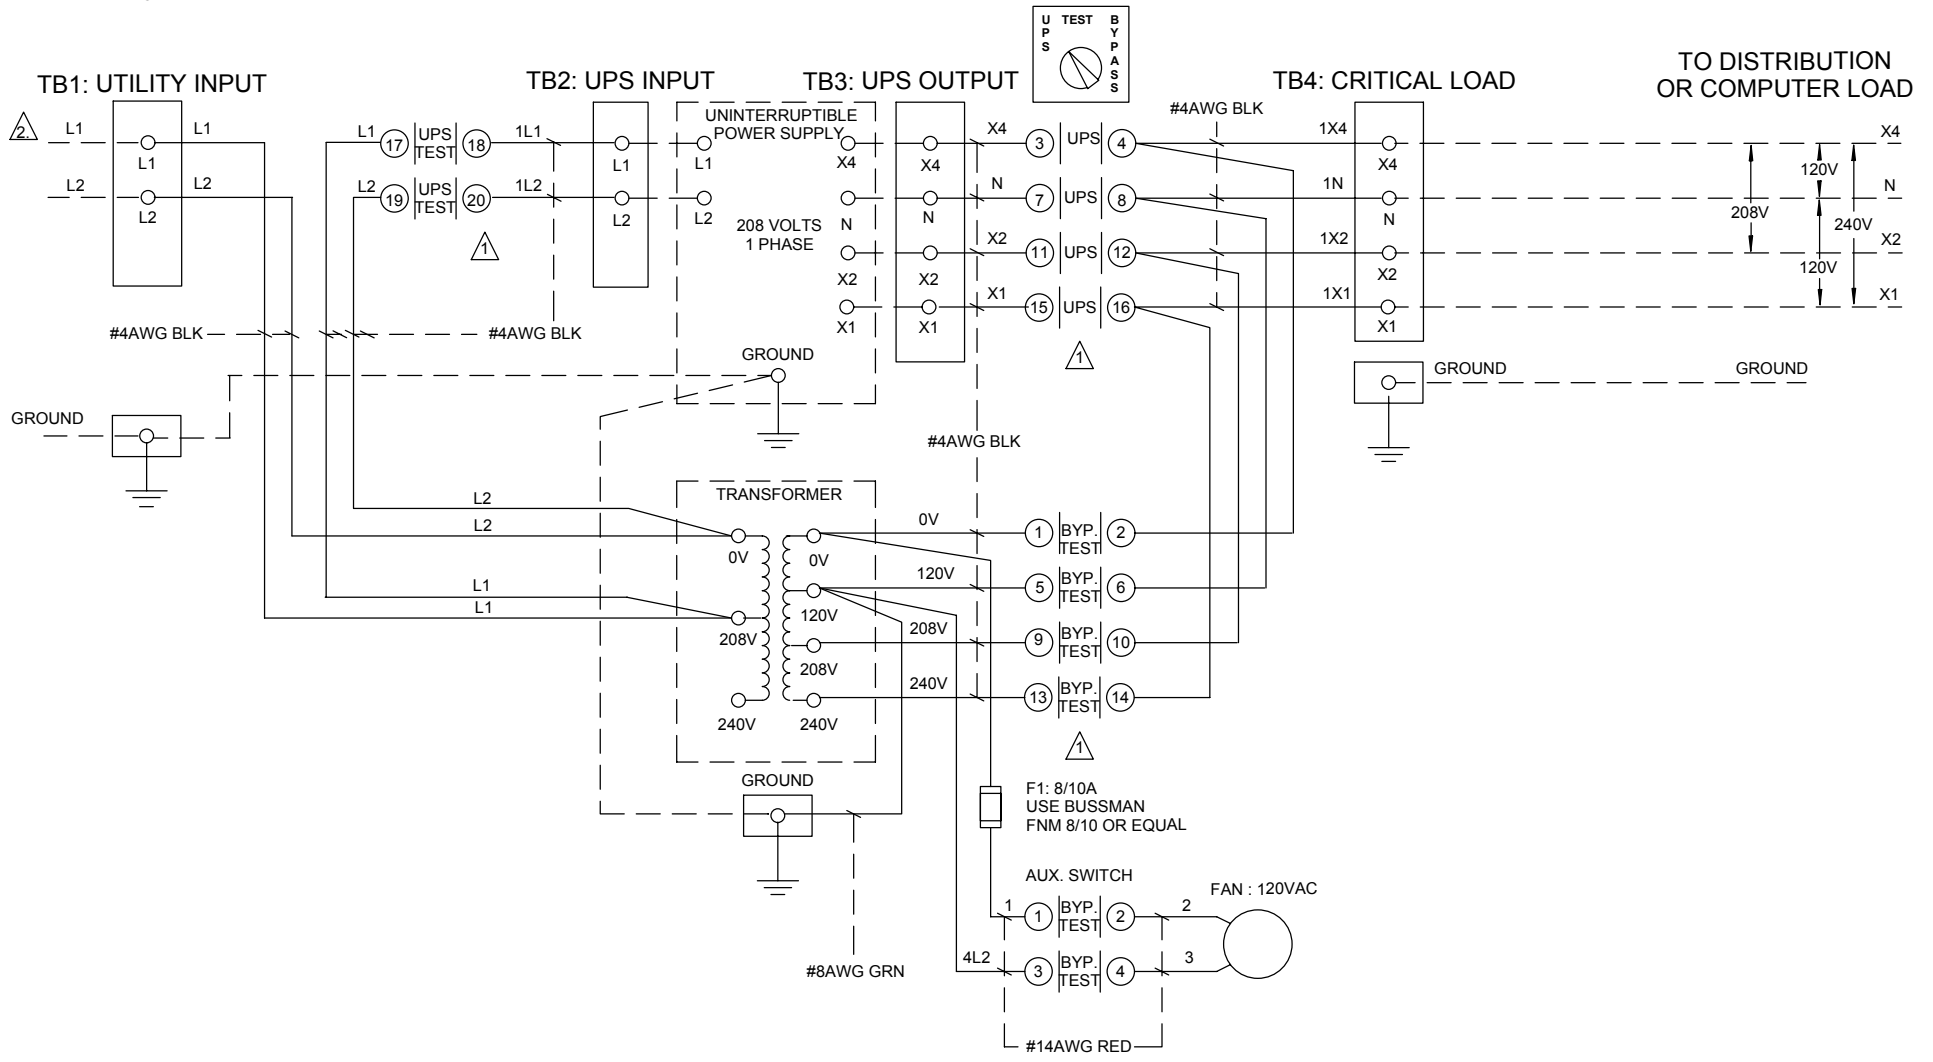 U TEST B
P Y
S P
A
S
S
TB1: UTILITY INPUT
TB2: UPS INPUT
TB3: UPS OUTPUT
TB4: CRITICAL LOAD
TO DISTRIBUTION
OR COMPUTER LOAD
2.
L1
L1
L1
L2
L2
L2
L1
17
UPS
TEST
18
1L1
L2
19
UPS
TEST
20
1L2
1
L1
L2
UNINTERRUPTIBLE
POWER SUPPLY
L1
L2
208 VOLTS
1 PHASE
X4
N
X2
X1
X4
N
X2
X1
X4
3
UPS
4
N
7
UPS
8
X2
11
UPS
12
X1
15
UPS
16
1
#4AWG BLK
1X4
1N
1X2
1X1
X4
N
X2
X1
X4
120V
N
208V
240V
X2
120V
X1
#4AWG BLK
#4AWG BLK
GROUND
GROUND
GROUND
GROUND
#4AWG BLK
TRANSFORMER
L2
L2
L1
L1
0V
208V
240V
0V
120V
208V
240V
0V
1
BYP.
TEST
2
120V
5
BYP.
TEST
6
208V
9
BYP.
TEST
10
240V
13
BYP.
TEST
14
1
GROUND
F1: 8/10A
USE BUSSMAN
FNM 8/10 OR EQUAL
AUX. SWITCH
FAN : 120VAC
1
1
BYP.
TEST
2
2
4L2
3
BYP.
TEST
4
3
#8AWG GRN
#14AWG RED